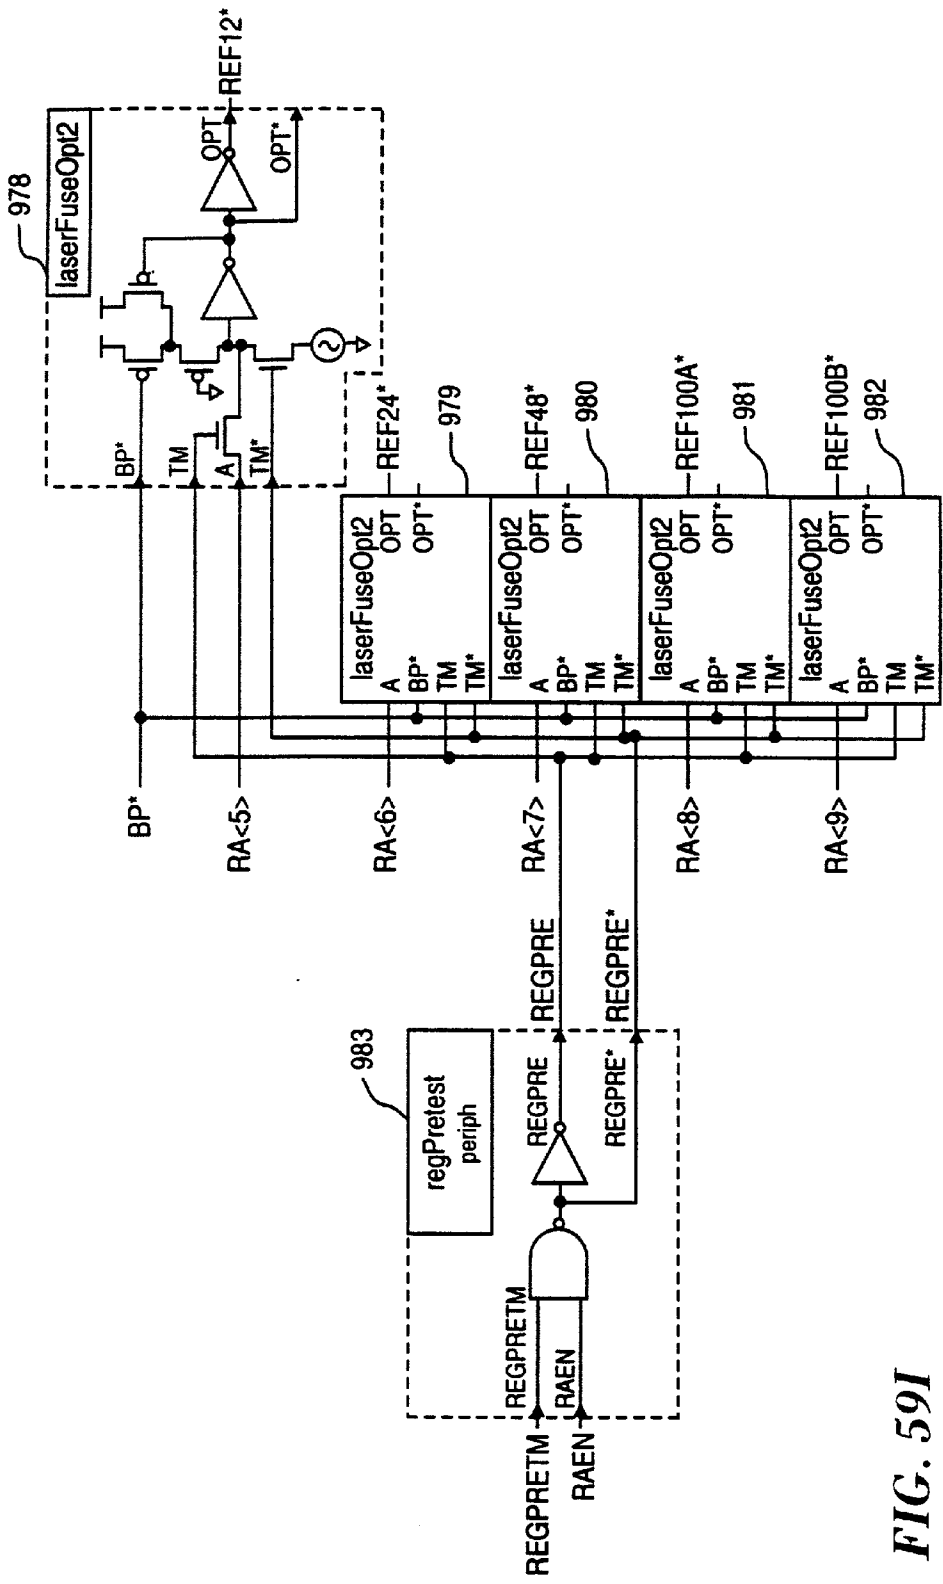 978
laserFuseOpt2
BP*
TM
A
TM*
OPT
OPT*
REF12*
BP*
RA<5>
RA<6>
RA<7>
RA<8>
RA<9>
laserFuseOpt2
A
BP*
TM
TM*
OPT
OPT*
REF24*
979
laserFuseOpt2
A
BP*
TM
TM*
OPT
OPT*
REF48*
980
laserFuseOpt2
A
BP*
TM
TM*
OPT
OPT*
REF100A*
981
laserFuseOpt2
A
BP*
TM
TM*
OPT
OPT*
REF100B*
982
983
regPretest
periph
REGPRETM
REGPRETM
RAEN
RAEN
REGPRE
REGPRE
REGPRE*
REGPRE*
FIG. 59I